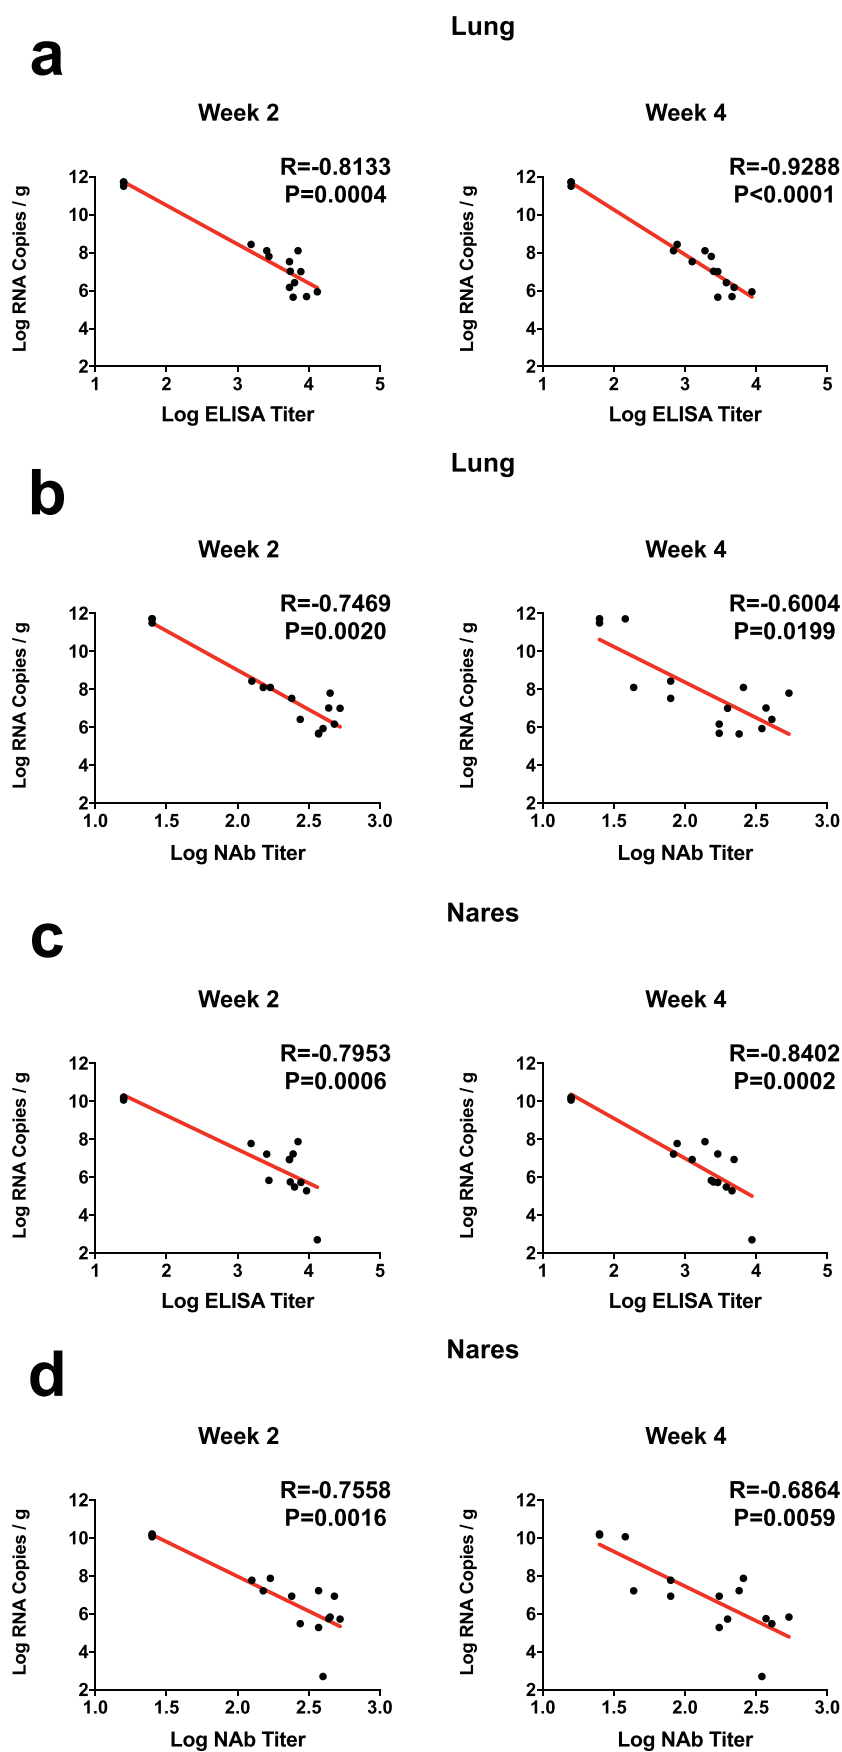 Lung
a
Week 2
Week 4
R=-0.8133
P=0.0004
R=-0.9288
P<0.0001
Log RNA Copies / g
12
10
8
6
4
2
1 2 3 4 5
Log ELISA Titer
Log RNA Copies / g
12
10
8
6
4
2
1 2 3 4 5
Log ELISA Titer
Lung
b
Week 2
Week 4
R=-0.7469
P=0.0020
R=-0.6004
P=0.0199
Log RNA Copies / g
12
10
8
6
4
2
1.0 1.5 2.0 2.5 3.0
Log NAb Titer
Log RNA Copies / g
12
10
8
6
4
2
1.0 1.5 2.0 2.5 3.0
Log NAb Titer
Nares
c
Week 2
Week 4
R=-0.7953
P=0.0006
R=-0.8402
P=0.0002
Log RNA Copies / g
12
10
8
6
4
2
1 2 3 4 5
Log ELISA Titer
Log RNA Copies / g
12
10
8
6
4
2
1 2 3 4 5
Log ELISA Titer
Nares
d
Week 2
Week 4
R=-0.7558
P=0.0016
R=-0.6864
P=0.0059
Log RNA Copies / g
12
10
8
6
4
2
1.0 1.5 2.0 2.5 3.0
Log NAb Titer
Log RNA Copies / g
12
10
8
6
4
2
1.0 1.5 2.0 2.5 3.0
Log NAb Titer